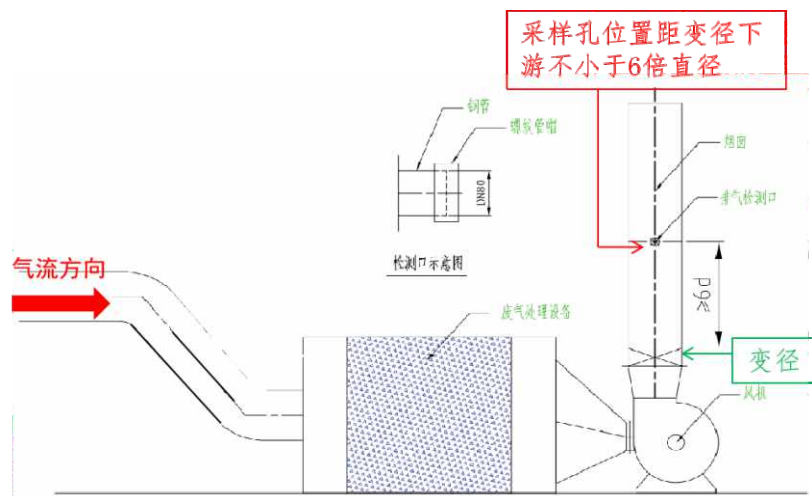 采样孔位置距变径下
游不小于6倍直径
钢管
螺纹管帽
烟囱
DN80
排气检测口
检测口示意图
气流方向
≥6d
废气处理设备
变径
风机